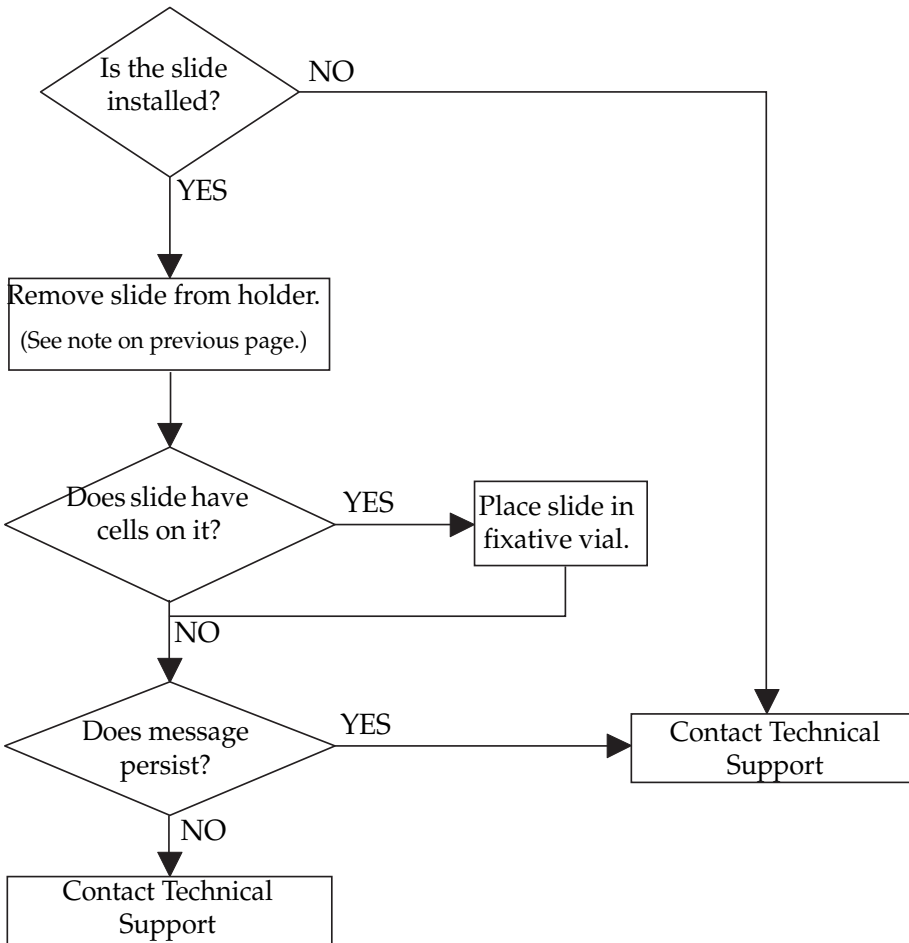 Is the slide
installed?
NO
YES
Remove slide from holder.
(See note on previous page.)
Does slide have
cells on it?
YES
Place slide in
fixative vial.
NO
Does message
persist?
YES
Contact Technical
Support
NO
Contact Technical
Support